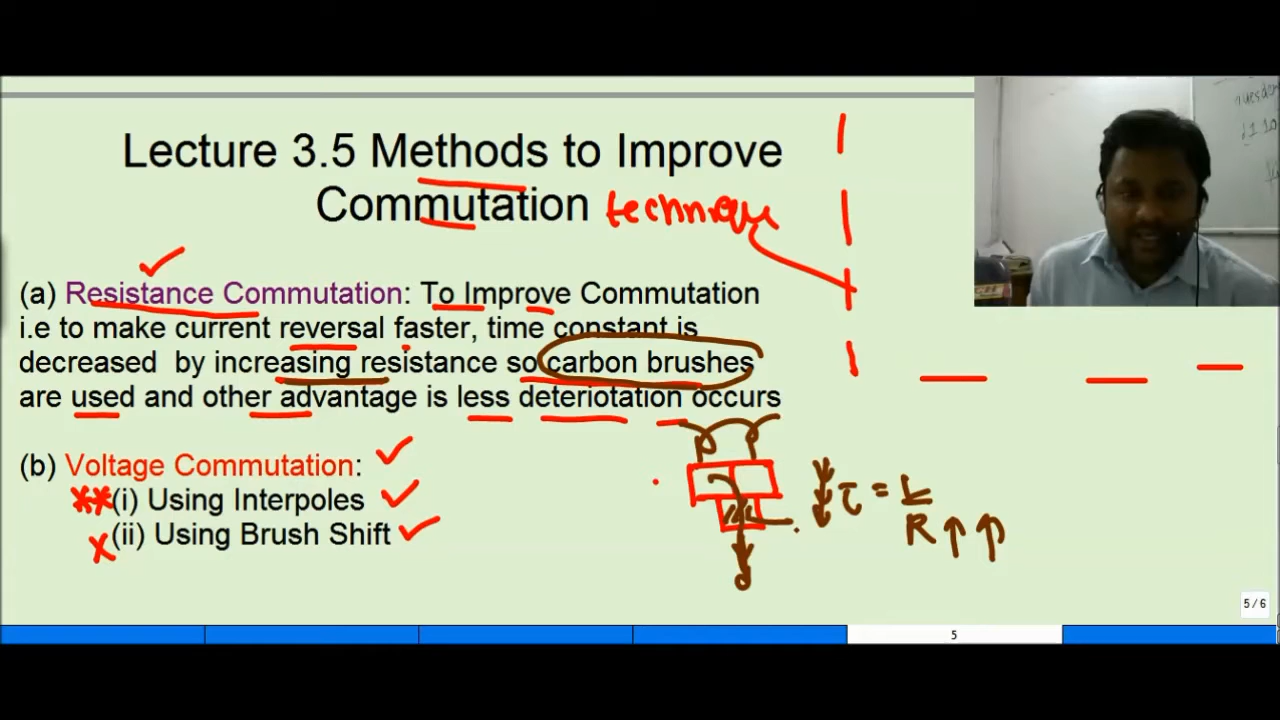 Lecture 3.5 Methods to Improve
Commutation technique
(a) Resistance Commutation: To Improve Commutation
i.e to make current reversal faster, time constant is
decreased by increasing resistance so carbon brushes
are used and other advantage is less deteriotation occurs
(b) Voltage Commutation:
**(i) Using Interpoles
x(ii) Using Brush Shift
τ = L
R
5 / 6
5